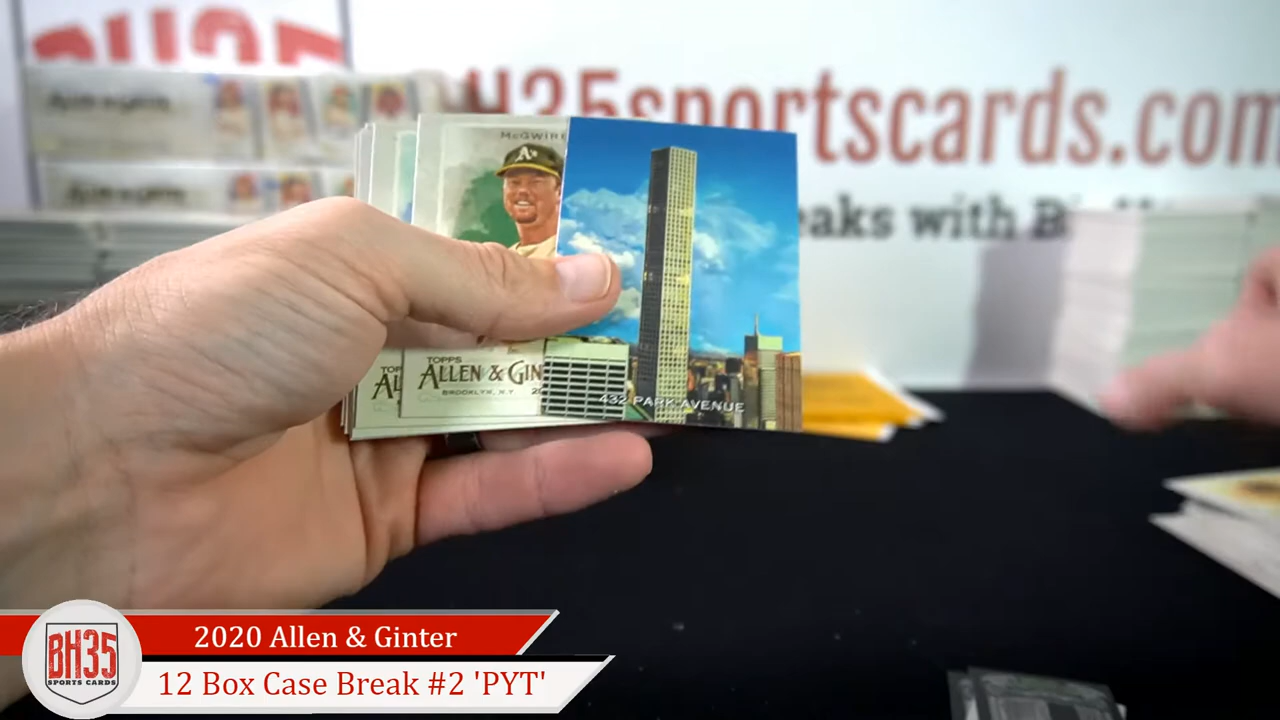 H35sportscards.com
eaks with
McGWIRE
A's
TOPPS
ALLEN & GIN
BROOKLYN, N.Y.
432 PARK AVENUE
BH35
SPORTS CARDS
2020 Allen & Ginter
12 Box Case Break #2 'PYT'